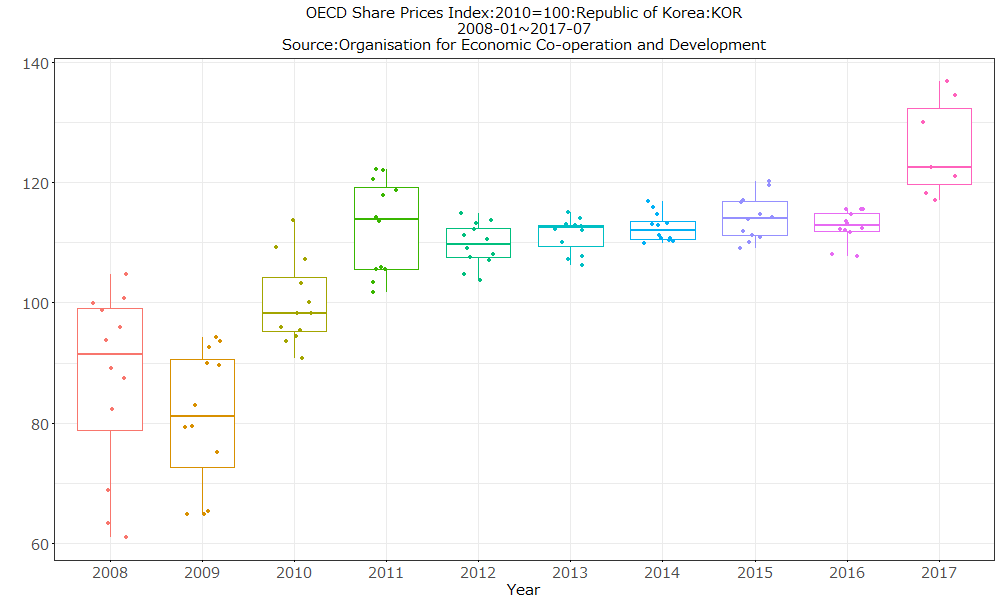 OECD Share Prices Index:2010=100:Republic of Korea:KOR
2008-01~2017-07
Source:Organisation for Economic Co-operation and Development
140
120
100
80
60
2008 2009 2010 2011 2012 2013 2014 2015 2016 2017
Year